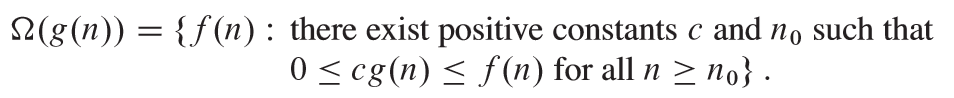 Ω(g(n)) = {f(n) : there exist positive constants c and n₀ such that
0 ≤ cg(n) ≤ f(n) for all n ≥ n₀} .